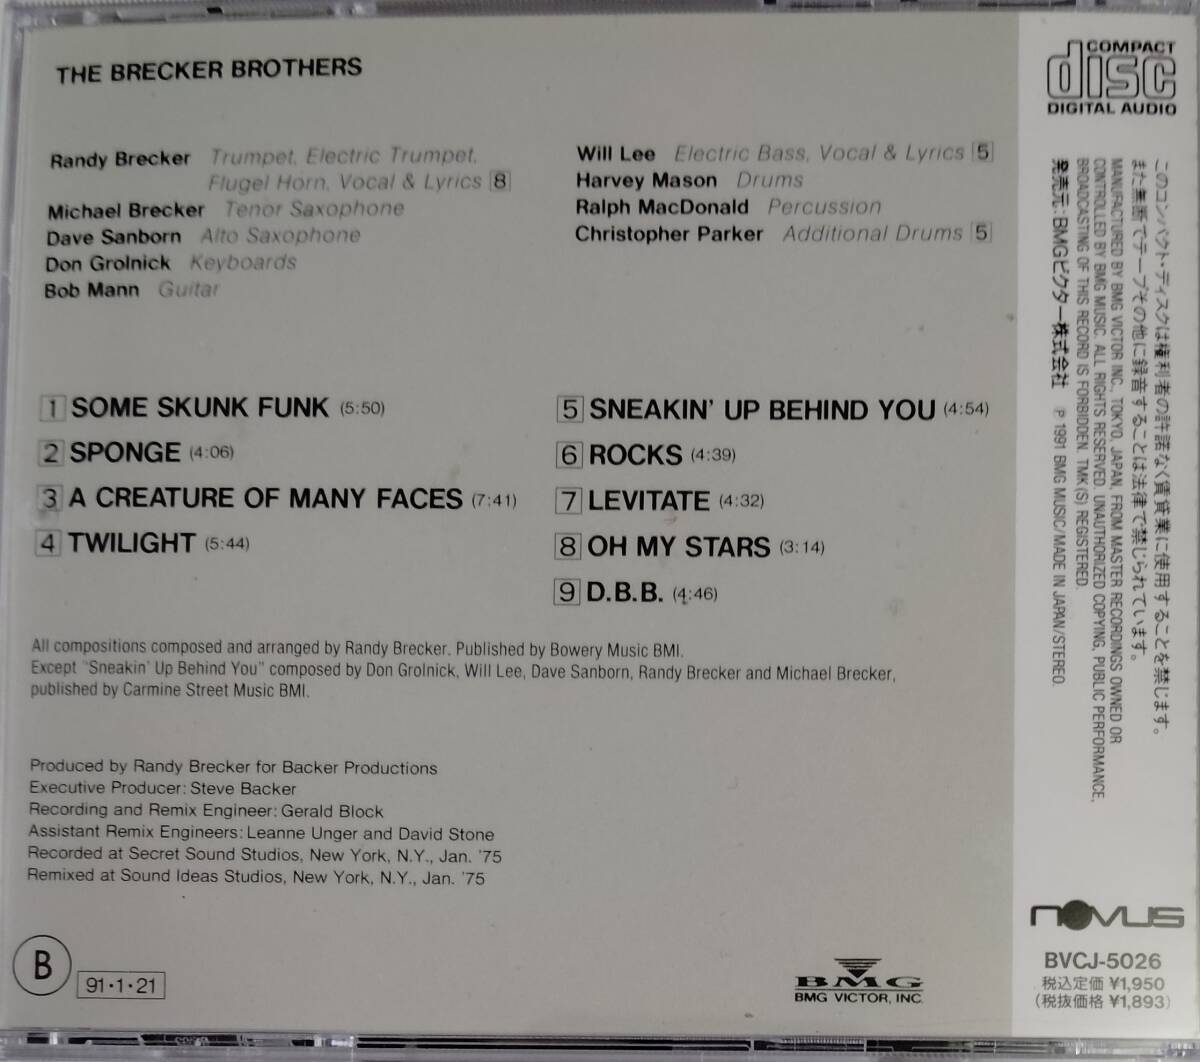 THE BRECKER BROTHERS
Randy Brecker Trumpet, Electric Trumpet,
Flugel Horn, Vocal & Lyrics 8
Michael Brecker Tenor Saxophone
Dave Sanborn Alto Saxophone
Don Grolnick Keyboards
Bob Mann Guitar
Will Lee Electric Bass, Vocal & Lyrics 5
Harvey Mason Drums
Ralph MacDonald Percussion
Christopher Parker Additional Drums 5
1 SOME SKUNK FUNK (5:50)
2 SPONGE (4:06)
3 A CREATURE OF MANY FACES (7:41)
4 TWILIGHT (5:44)
5 SNEAKIN' UP BEHIND YOU (4:54)
6 ROCKS (4:39)
7 LEVITATE (4:32)
8 OH MY STARS (3:14)
9 D.B.B. (4:46)
All compositions composed and arranged by Randy Brecker. Published by Bowery Music BMI.
Except "Sneakin' Up Behind You" composed by Don Grolnick, Will Lee, Dave Sanborn, Randy Brecker and Michael Brecker,
published by Carmine Street Music BMI.
Produced by Randy Brecker for Backer Productions
Executive Producer: Steve Backer
Recording and Remix Engineer: Gerald Block
Assistant Remix Engineers: Leanne Unger and David Stone
Recorded at Secret Sound Studios, New York, N.Y., Jan. '75
Remixed at Sound Ideas Studios, New York, N.Y., Jan. '75
B
91・1・21
BMG
BMG VICTOR, INC.
COMPACT
disc
DIGITAL AUDIO
このコンパクト・ディスクは権利者の許諾なく賃貸業に使用することを禁じます。
また無断でテープその他に録音することは法律で禁じられています。
MANUFACTURED BY BMG VICTOR INC., TOKYO, JAPAN, FROM MASTER RECORDINGS OWNED OR
CONTROLLED BY BMG MUSIC. ALL RIGHTS RESERVED. UNAUTHORIZED COPYING, PUBLIC PERFORMANCE,
BROADCASTING OF THIS RECORD IS FORBIDDEN. TMK(S) REGISTERED.
発売元:BMGビクター株式会社 ℗ 1991 BMG MUSIC/MADE IN JAPAN/STEREO.
NOVUS
BVCJ-5026
税込定価 ¥1,950
(税抜価格 ¥1,893)